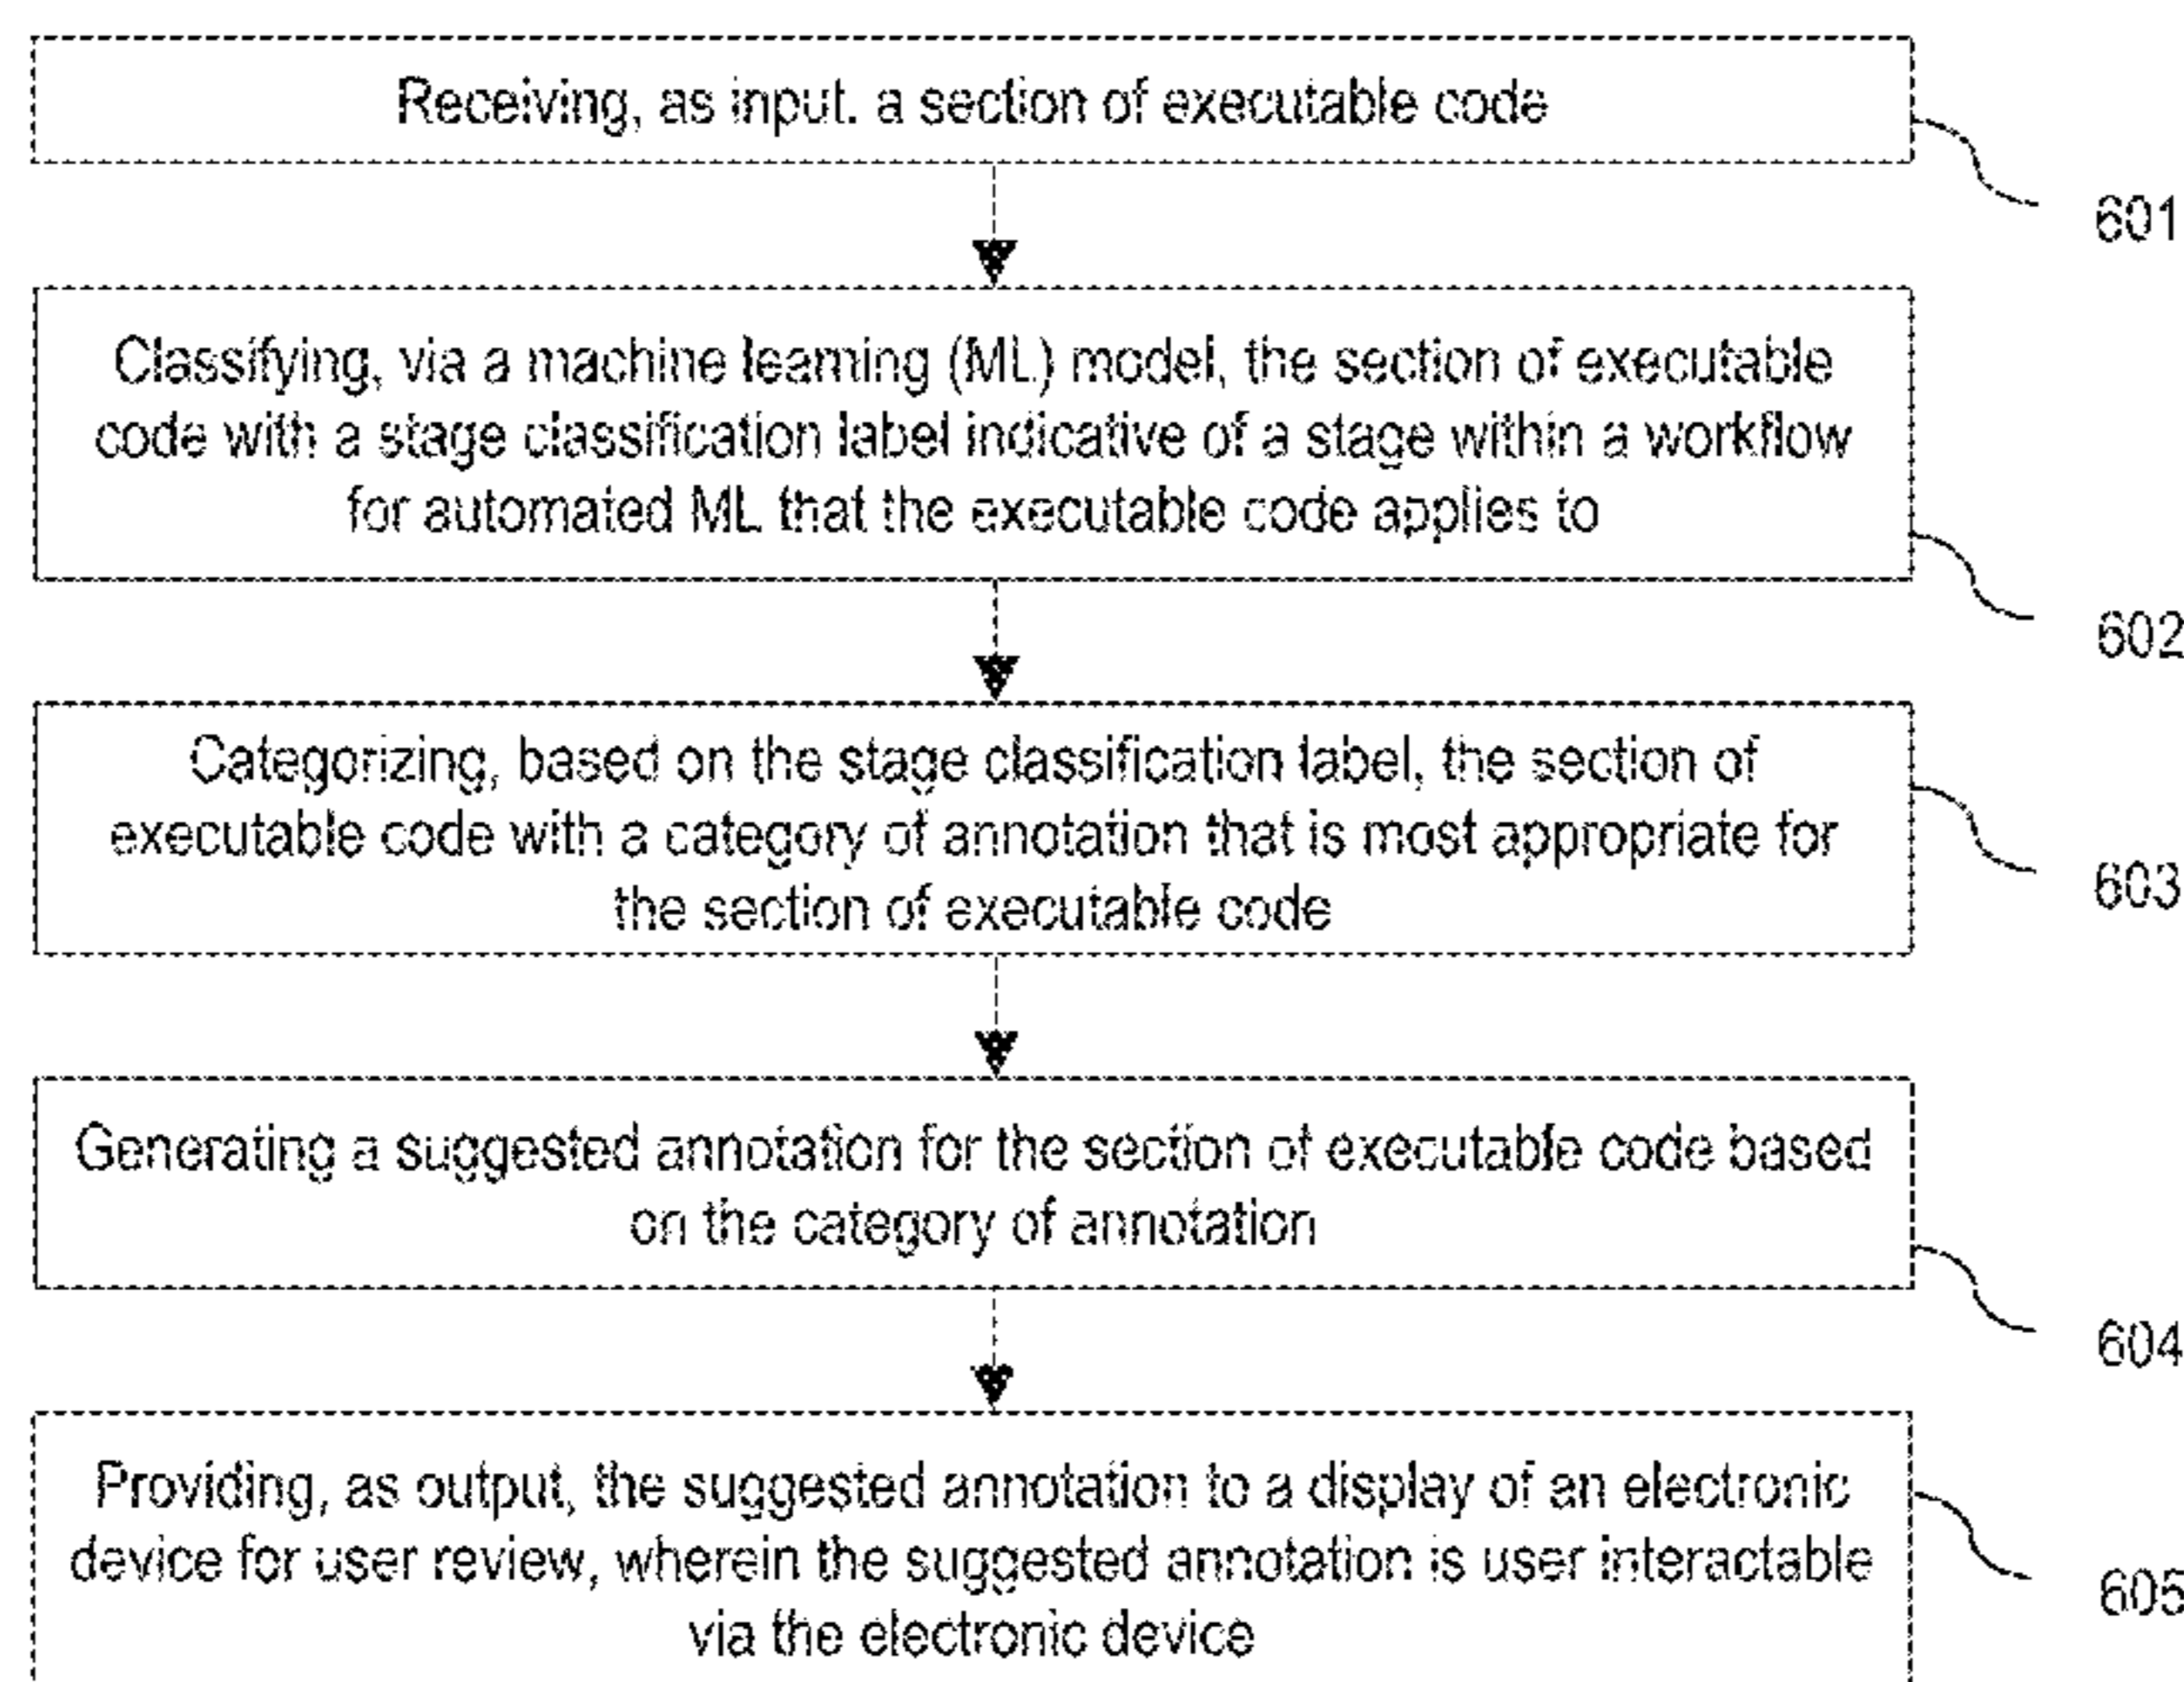 Receiving, as input. a section of executable code
601
Classifying, via a machine learning (ML) model, the section of executable
code with a stage classification label indicative of a stage within a workflow
for automated ML that the executable code applies to
602
Categorizing, based on the stage classification label, the section of
executable code with a category of annotation that is most appropriate for
the section of executable code
603
Generating a suggested annotation for the section of executable code based
on the category of annotation
604
Providing, as output, the suggested annotation to a display of an electronic
device for user review, wherein the suggested annotation is user interactable
via the electronic device
605